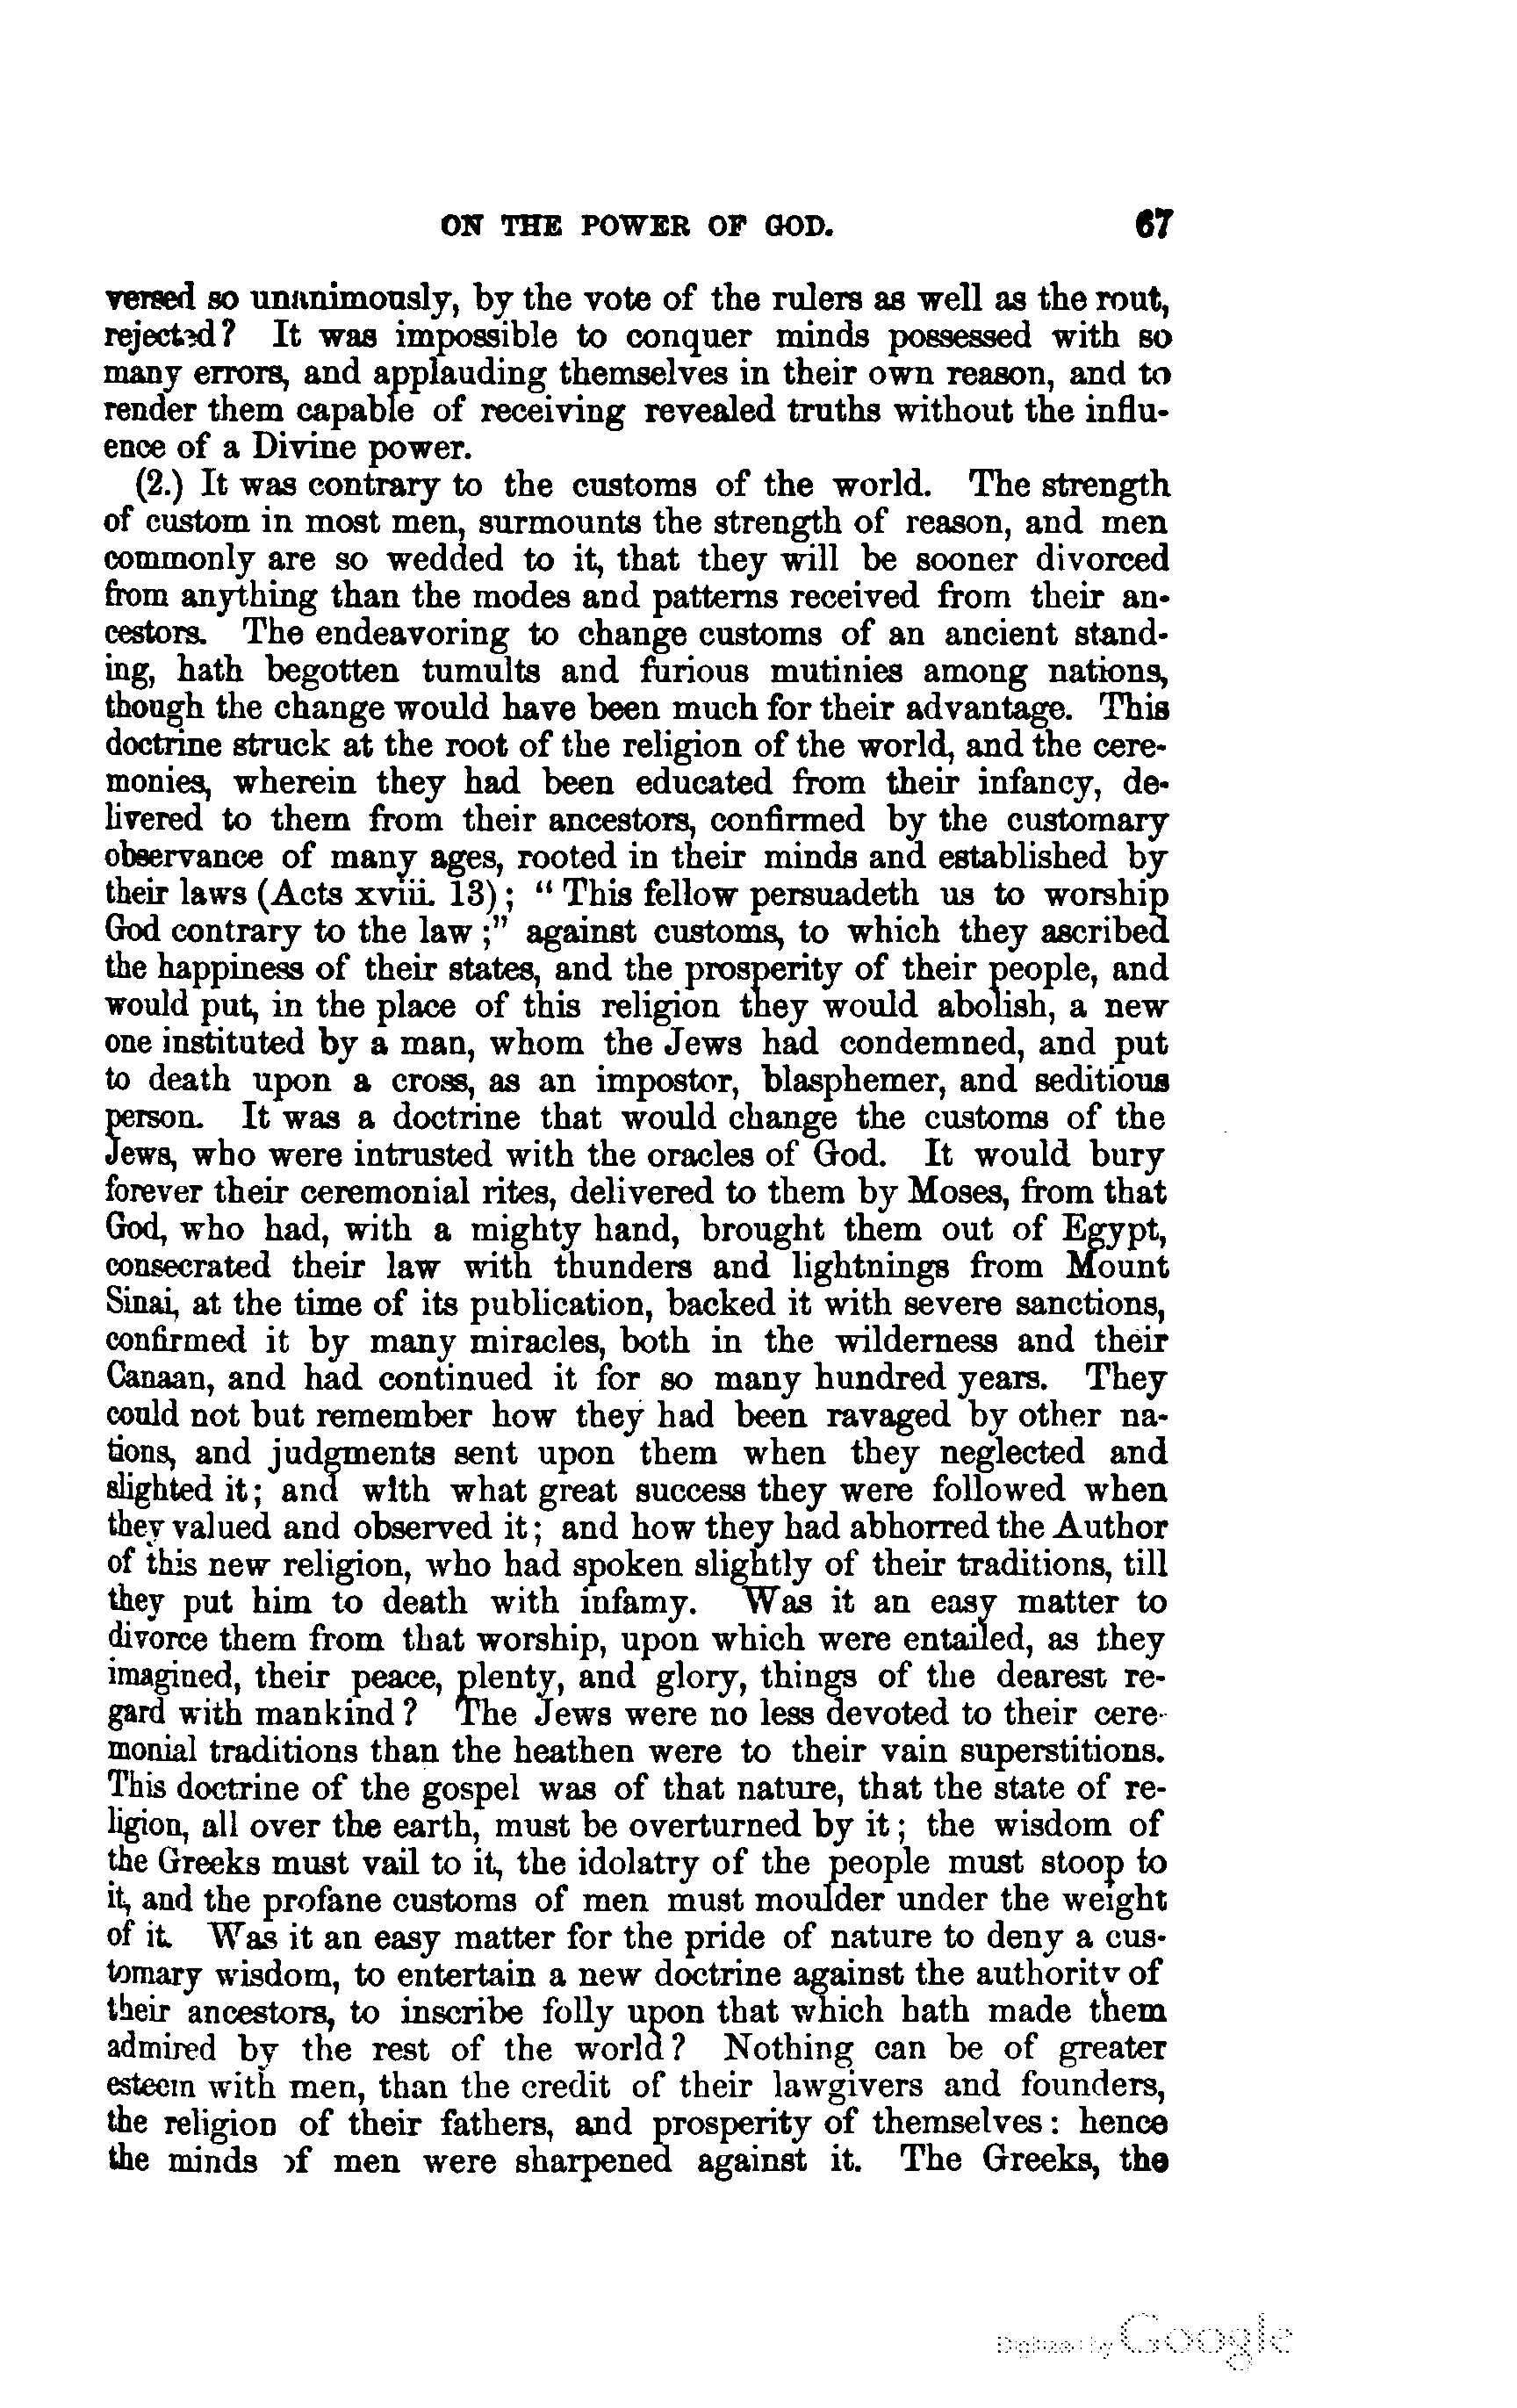 ON THE POWER OF GOD. 67
versed so unanimously, by the vote of the rulers as well as the rout,
rejected? It was impossible to conquer minds possessed with so
many errors, and applauding themselves in their own reason, and to
render them capable of receiving revealed truths without the influ-
ence of a Divine power.
(2.) It was contrary to the customs of the world. The strength
of custom in most men, surmounts the strength of reason, and men
commonly are so wedded to it, that they will be sooner divorced
from anything than the modes and patterns received from their an-
cestors. The endeavoring to change customs of an ancient stand-
ing, hath begotten tumults and furious mutinies among nations,
though the change would have been much for their advantage. This
doctrine struck at the root of the religion of the world, and the cere-
monies, wherein they had been educated from their infancy, de-
livered to them from their ancestors, confirmed by the customary
observance of many ages, rooted in their minds and established by
their laws (Acts xviii. 13); “ This fellow persuadeth us to worship
God contrary to the law ;” against customs, to which they ascribed
the happiness of their states, and the prosperity of their people, and
would put, in the place of this religion they would abolish, a new
one instituted by a man, whom the Jews had condemned, and put
to death upon a cross, as an impostor, blasphemer, and seditious
person. It was a doctrine that would change the customs of the
Jews, who were intrusted with the oracles of God. It would bury
forever their ceremonial rites, delivered to them by Moses, from that
God, who had, with a mighty hand, brought them out of Egypt,
consecrated their law with thunders and lightnings from Mount
Sinai, at the time of its publication, backed it with severe sanctions,
confirmed it by many miracles, both in the wilderness and their
Canaan, and had continued it for so many hundred years. They
could not but remember how they had been ravaged by other na-
tions, and judgments sent upon them when they neglected and
slighted it; and with what great success they were followed when
they valued and observed it; and how they had abhorred the Author
of this new religion, who had spoken slightly of their traditions, till
they put him to death with infamy. Was it an easy matter to
divorce them from that worship, upon which were entailed, as they
imagined, their peace, plenty, and glory, things of the dearest re-
gard with mankind? The Jews were no less devoted to their cere-
monial traditions than the heathen were to their vain superstitions.
This doctrine of the gospel was of that nature, that the state of re-
ligion, all over the earth, must be overturned by it; the wisdom of
the Greeks must vail to it, the idolatry of the people must stoop to
it, and the profane customs of men must moulder under the weight
of it. Was it an easy matter for the pride of nature to deny a cus-
tomary wisdom, to entertain a new doctrine against the authority of
their ancestors, to inscribe folly upon that which hath made them
admired by the rest of the world? Nothing can be of greater
esteem with men, than the credit of their lawgivers and founders,
the religion of their fathers, and prosperity of themselves: hence
the minds of men were sharpened against it. The Greeks, the
Digitized by Google